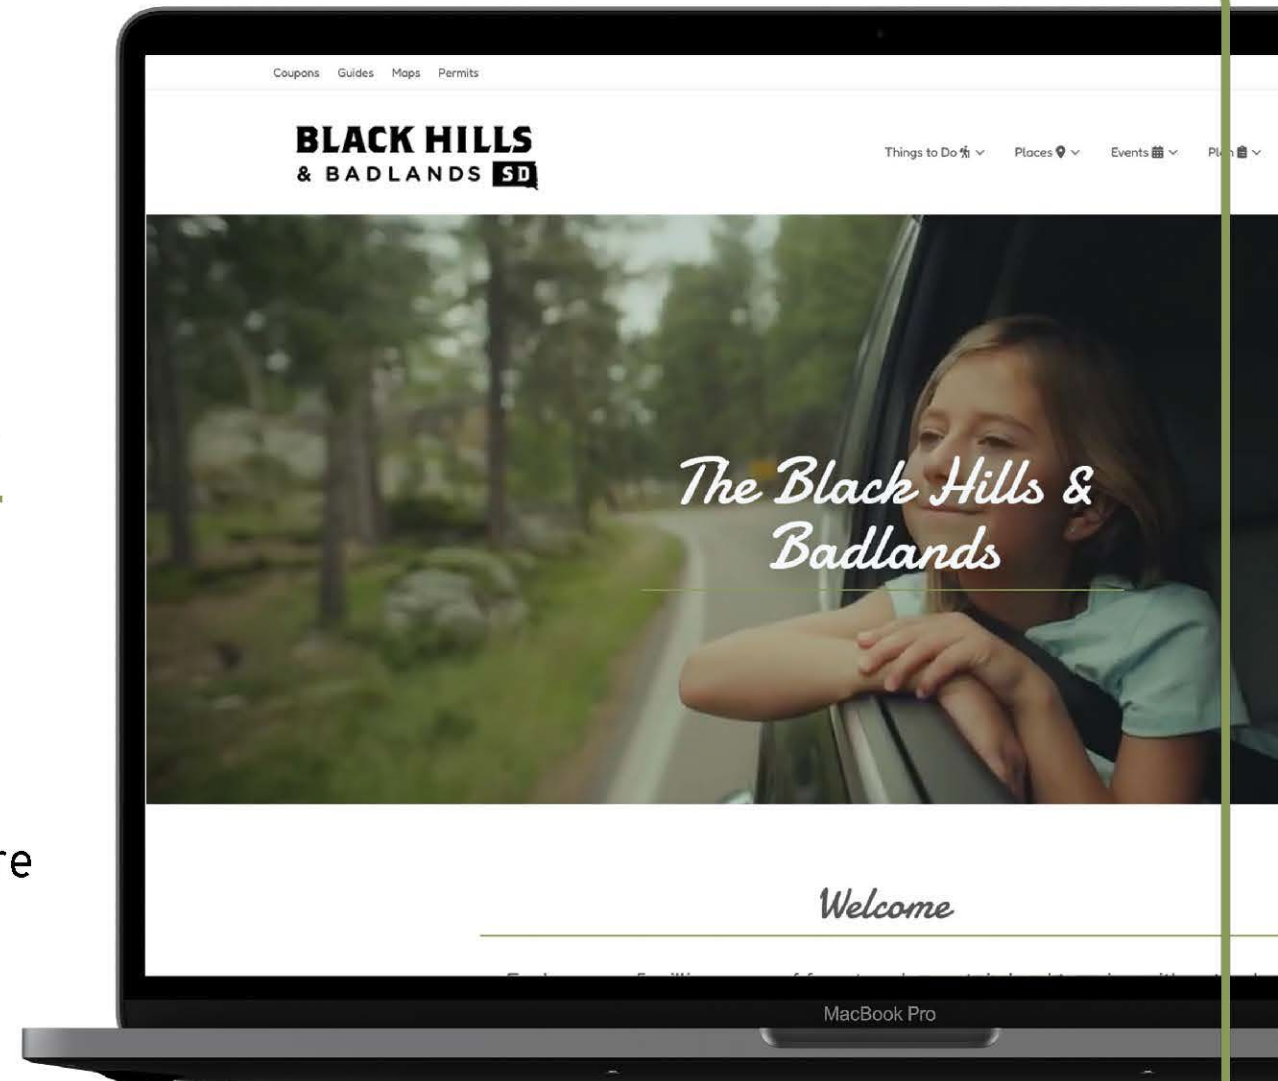 Coupons Guides Maps Permits
BLACK HILLS
& BADLANDS SD
Things to Do Places Events Plan
The Black Hills &
Badlands
re
Welcome
MacBook Pro